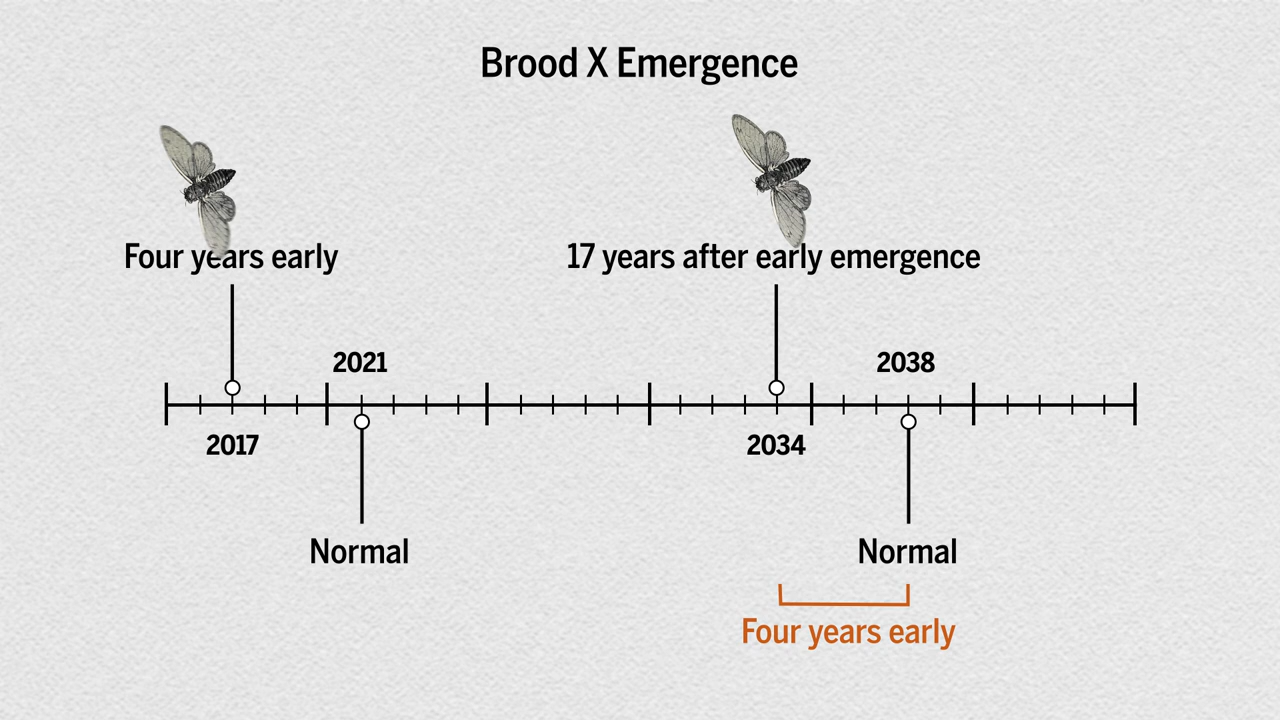 Brood X Emergence
Four years early
17 years after early emergence
2021
2038
2017
2034
Normal
Normal
Four years early